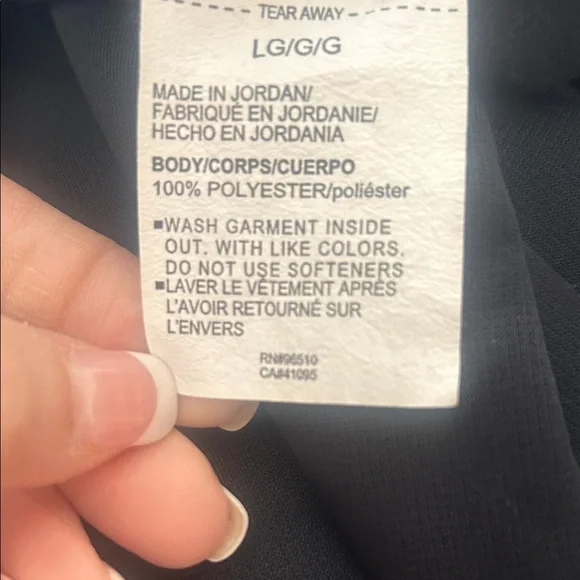 TEAR AWAY
LG/G/G
MADE IN JORDAN/
FABRIQUÉ EN JORDANIE/
HECHO EN JORDANIA
BODY/CORPS/CUERPO
100% POLYESTER/poliéster
▪WASH GARMENT INSIDE
OUT. WITH LIKE COLORS.
DO NOT USE SOFTENERS
▪LAVER LE VÊTEMENT APRÈS
L'AVOIR RETOURNÉ SUR
L'ENVERS
RN#96510
CA#41095